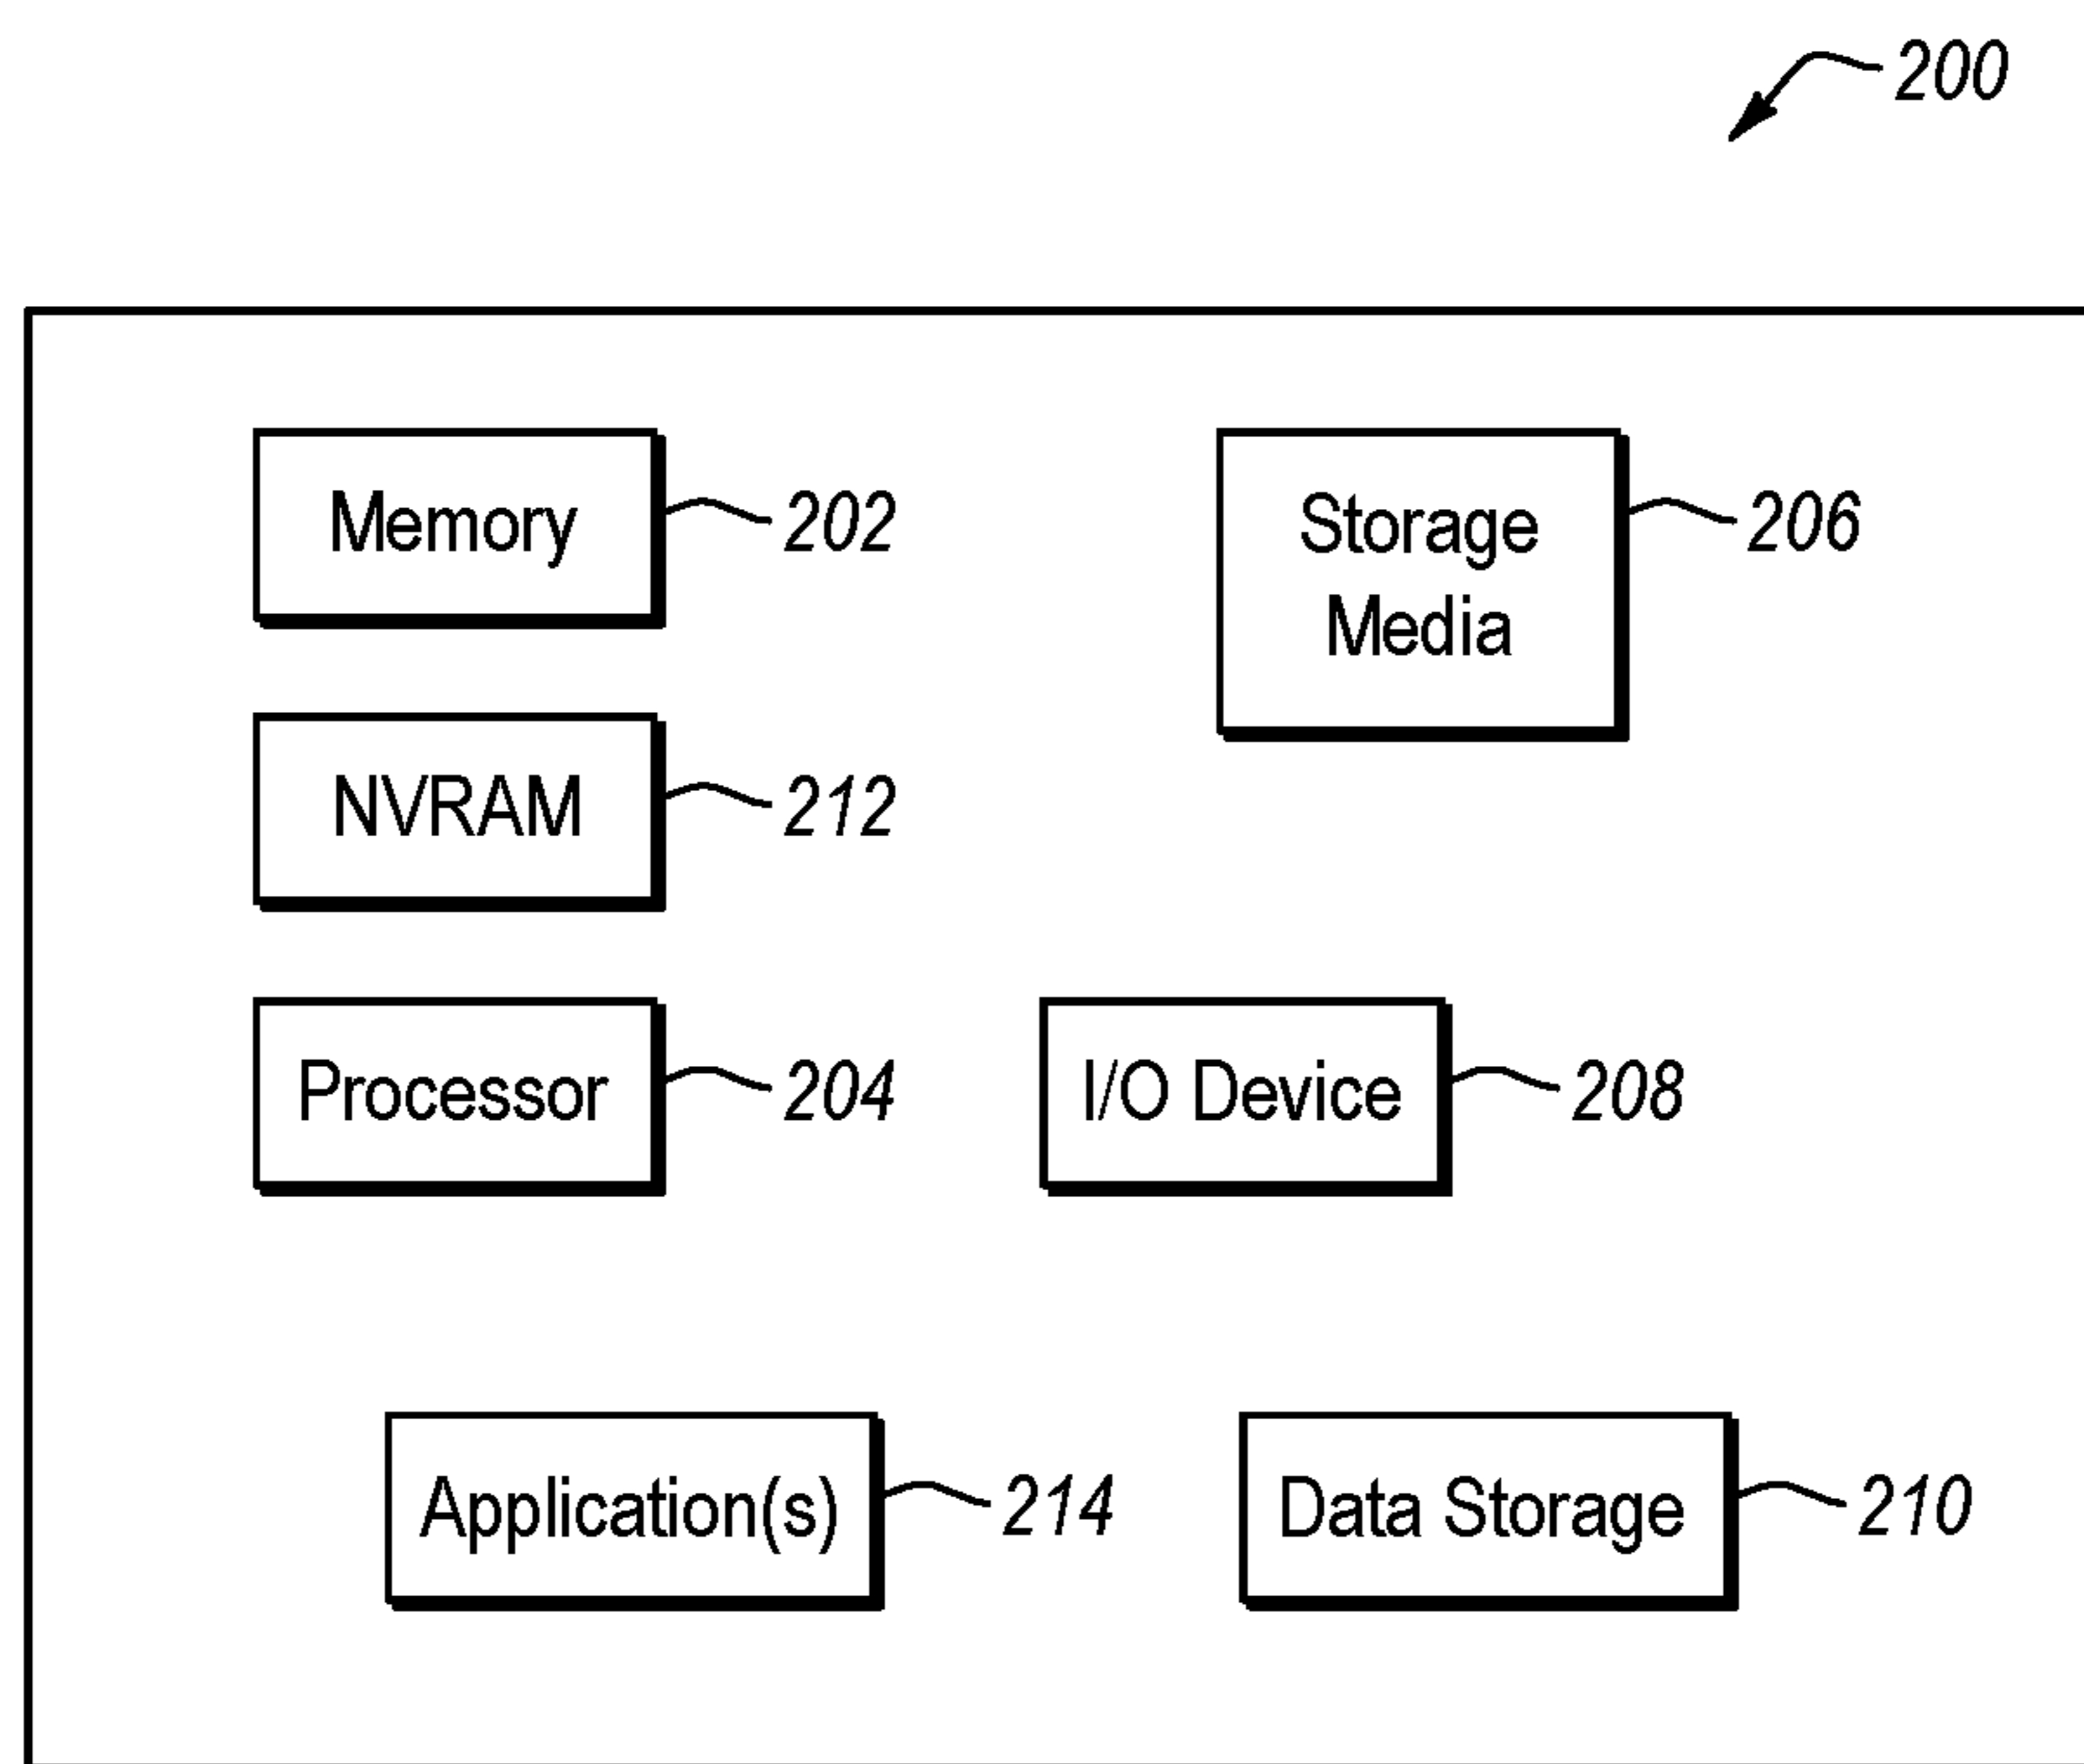 200
Memory 202
Storage 206
Media
NVRAM 212
Processor 204
I/O Device 208
Application(s) 214
Data Storage 210